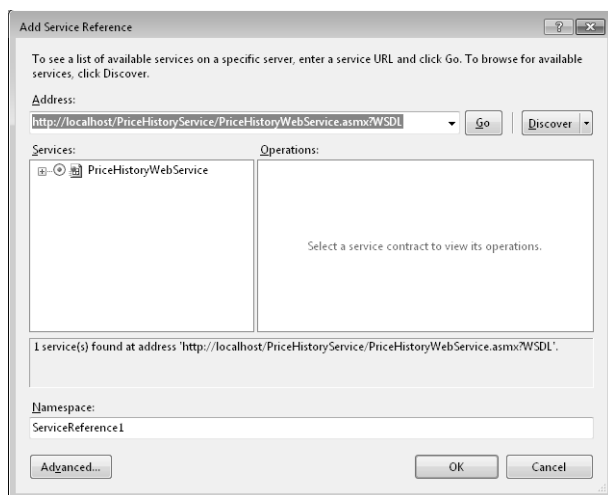 Add Service Reference
To see a list of available services on a specific server, enter a service URL and click Go. To browse for available
services, click Discover.
Address:
http://localhost/PriceHistoryService/PriceHistoryWebService.asmx?WSDL
Go
Discover
Services:
Operations:
PriceHistoryWebService
Select a service contract to view its operations.
1 service(s) found at address 'http://localhost/PriceHistoryService/PriceHistoryWebService.asmx?WSDL'.
Namespace:
ServiceReference1
Advanced...
OK
Cancel